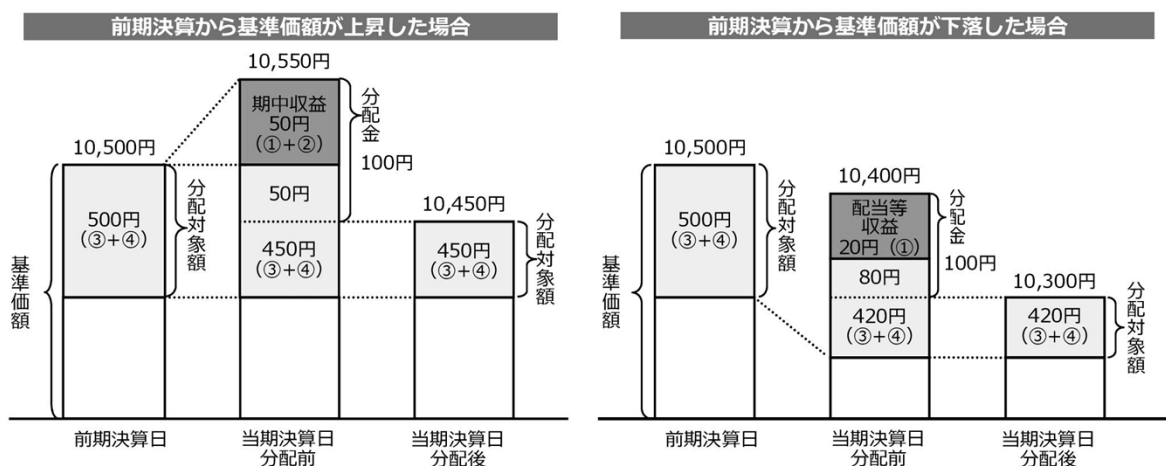 前期決算から基準価額が上昇した場合
10,550円
期中収益
50円
(①+②)
分配金
100円
10,500円
500円
(③+④)
分配対象額
50円
450円
(③+④)
10,450円
450円
(③+④)
分配対象額
基準価額
前期決算日
当期決算日
分配前
当期決算日
分配後
前期決算から基準価額が下落した場合
10,500円
500円
(③+④)
分配対象額
10,400円
配当等
収益
20円(①)
分配金
100円
80円
420円
(③+④)
10,300円
420円
(③+④)
分配対象額
基準価額
前期決算日
当期決算日
分配前
当期決算日
分配後